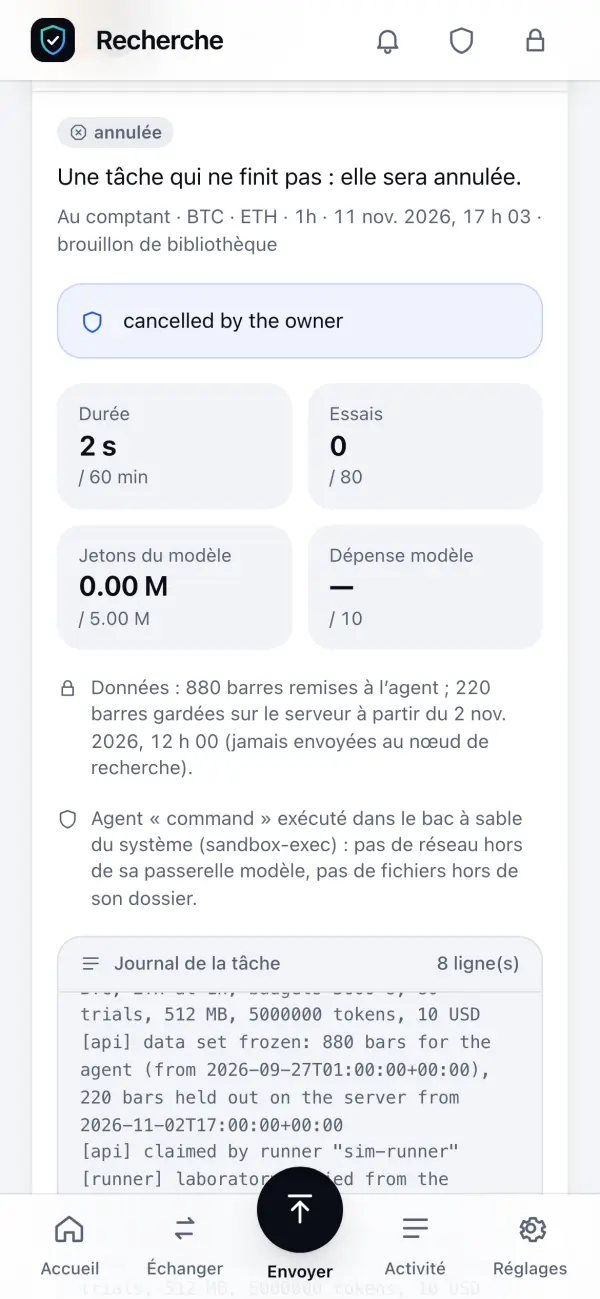 Recherche
annulée
Une tâche qui ne finit pas : elle sera annulée.
Au comptant · BTC · ETH · 1h · 11 nov. 2026, 17 h 03 ·
brouillon de bibliothèque
cancelled by the owner
Durée
2 s
/ 60 min
Essais
0
/ 80
Jetons du modèle
0.00 M
/ 5.00 M
Dépense modèle
—
/ 10
Données : 880 barres remises à l’agent ; 220
barres gardées sur le serveur à partir du 2 nov.
2026, 12 h 00 (jamais envoyées au nœud de
recherche).
Agent « command » exécuté dans le bac à sable
du système (sandbox-exec) : pas de réseau hors
de sa passerelle modèle, pas de fichiers hors de
son dossier.
Journal de la tâche
8 ligne(s)
trials, 512 MB, 5000000 tokens, 10 USD
[api] data set frozen: 880 bars for the
agent (from 2026-09-27T01:00:00+00:00),
220 bars held out on the server from
2026-11-02T17:00:00+00:00
[api] claimed by runner "sim-runner"
[runner] from the
Accueil
Échanger
Envoyer
Activité
Réglages